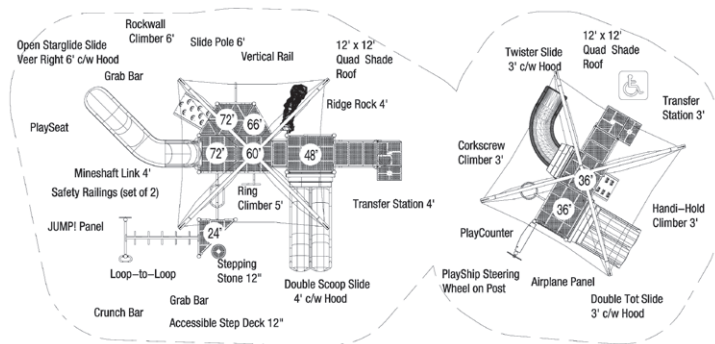 Rockwall
Climber 6'
Open Starglide Slide
Veer Right 6' c/w Hood
Slide Pole 6'
Vertical Rail
12' x 12'
Quad Shade
Roof
Grab Bar
Ridge Rock 4'
PlaySeat
72'
66'
72'
60'
48'
Mineshaft Link 4'
Safety Railings (set of 2)
Ring
Climber 5'
Transfer Station 4'
JUMP! Panel
24'
Loop-to-Loop
Stepping
Stone 12"
Double Scoop Slide
4' c/w Hood
Grab Bar
Crunch Bar
Accessible Step Deck 12"
Twister Slide
3' c/w Hood
12' x 12'
Quad Shade
Roof
Transfer
Station 3'
Corkscrew
Climber 3'
36'
36'
Handi-Hold
Climber 3'
PlayCounter
PlayShip Steering
Wheel on Post
Airplane Panel
Double Tot Slide
3' c/w Hood